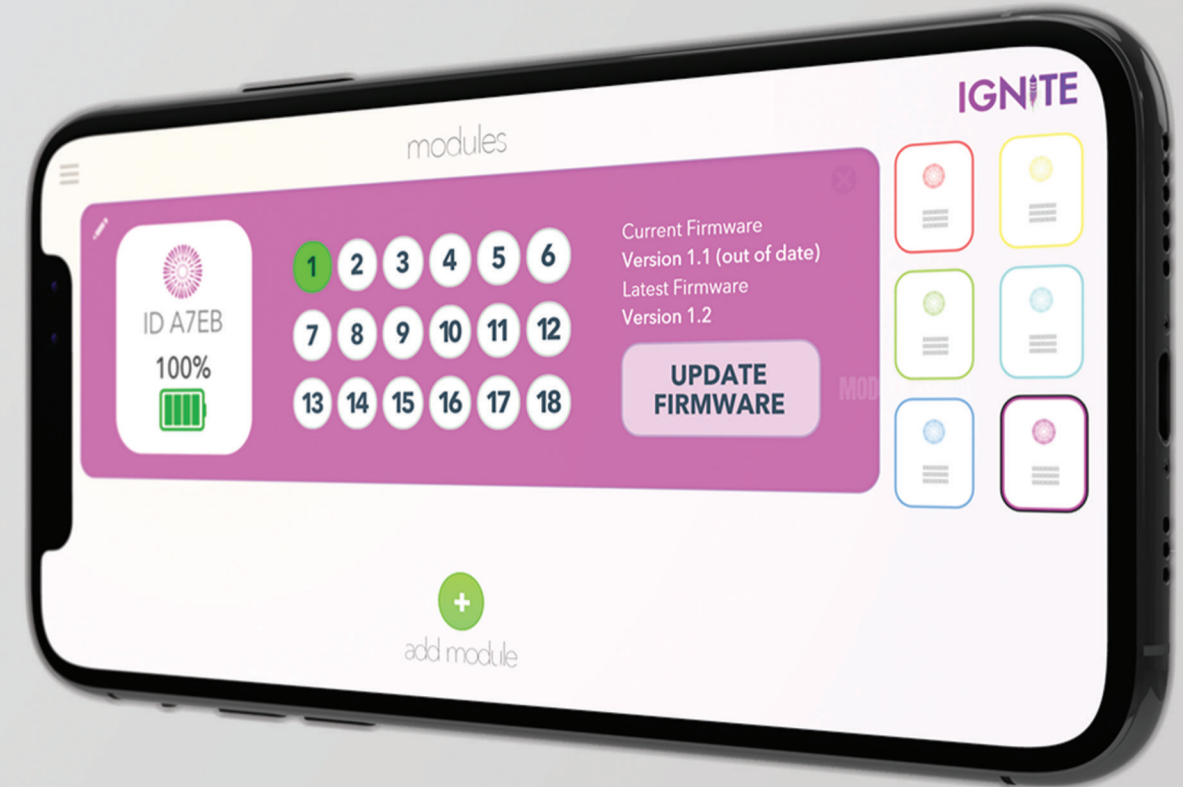 IGNITE
modules
ID A7EB
100%
1 2 3 4 5 6
7 8 9 10 11 12
13 14 15 16 17 18
Current Firmware
Version 1.1 (out of date)
Latest Firmware
Version 1.2
UPDATE
FIRMWARE
MOD
add module